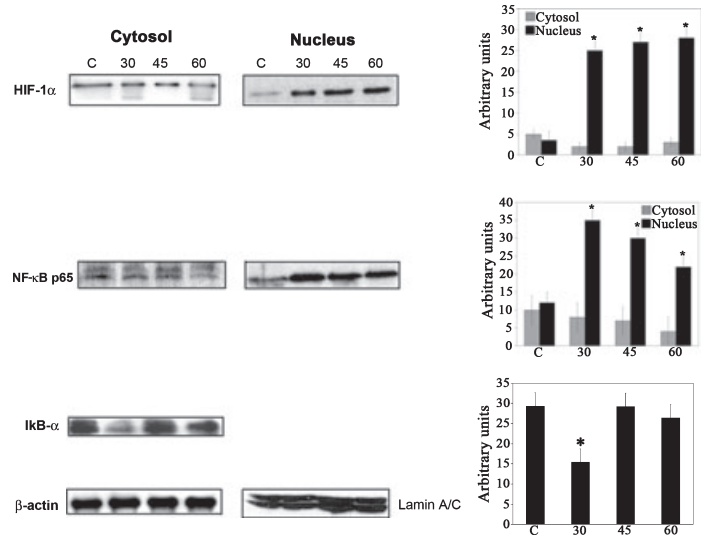 Cytosol
Nucleus
C 30 45 60
C 30 45 60
HIF-1α
35
30
25
20
15
10
5
0
Arbitrary units
Cytosol
Nucleus
* * *
C 30 45 60
NF-κB p65
40
35
30
25
20
15
10
5
0
Arbitrary units
Cytosol
Nucleus
* * *
C 30 45 60
IkB-α
β-actin
Lamin A/C
35
30
25
20
15
10
5
0
Arbitrary units
*
C 30 45 60